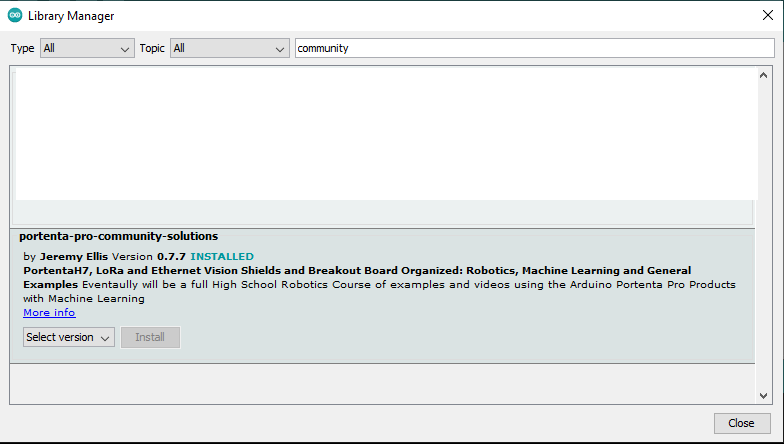 Library Manager
Type All Topic All community
portenta-pro-community-solutions
by Jeremy Ellis Version 0.7.7 INSTALLED
PortentaH7, LoRa and Ethernet Vision Shields and Breakout Board Organized: Robotics, Machine Learning and General
Examples Eventaully will be a full High School Robotics Course of examples and videos using the Arduino Portenta Pro Products
with Machine Learning
More info
Select version Install
Close